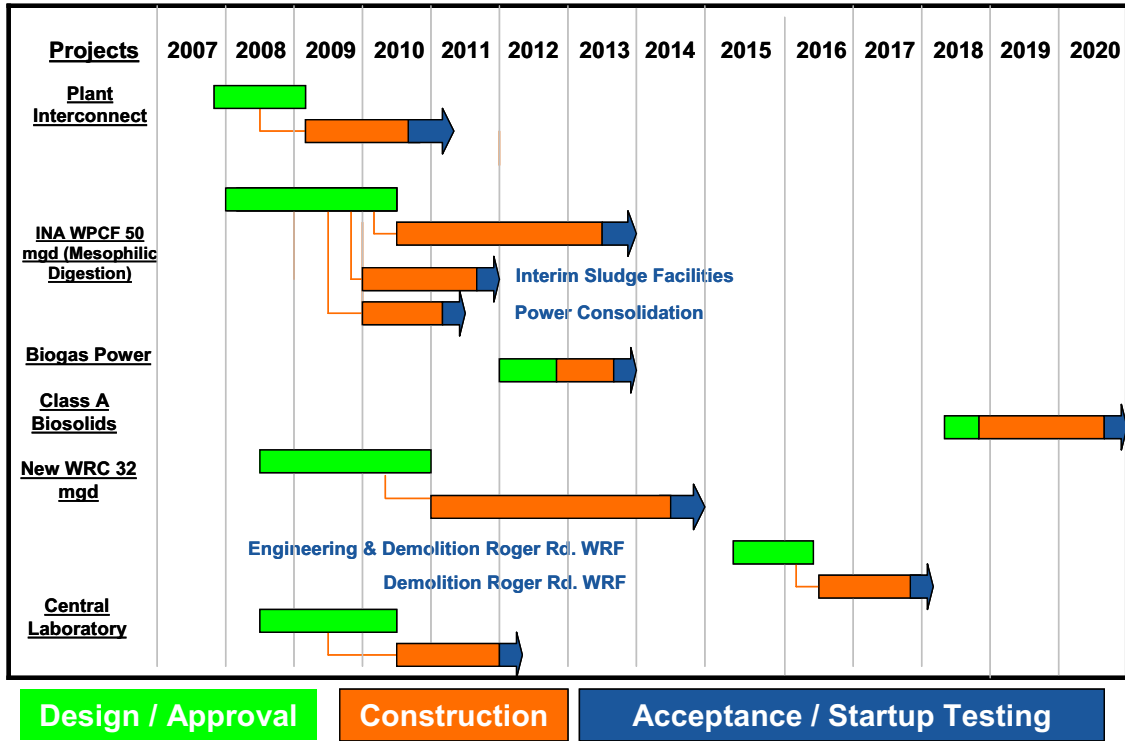 Projects 2007 2008 2009 2010 2011 2012 2013 2014 2015 2016 2017 2018 2019 2020
Plant
Interconnect
INA WPCF 50
mgd (Mesophilic
Digestion)
Interim Sludge Facilities
Power Consolidation
Biogas Power
Class A
Biosolids
New WRC 32
mgd
Engineering & Demolition Roger Rd. WRF
Demolition Roger Rd. WRF
Central
Laboratory
Design / Approval
Construction
Acceptance / Startup Testing